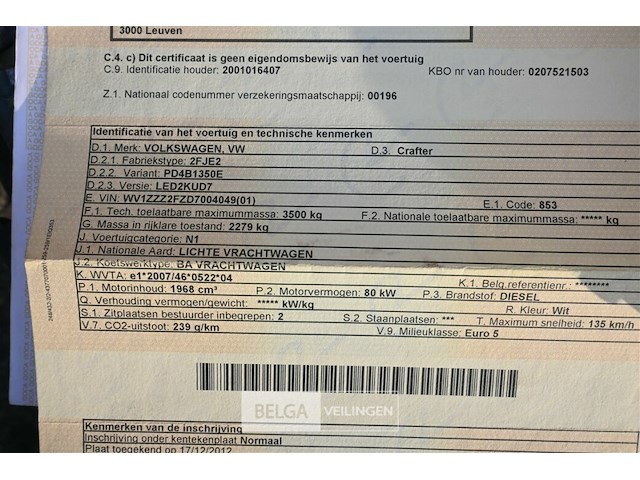 3000 Leuven
C.4. c) Dit certificaat is geen eigendomsbewijs van het voertuig
C.9. Identificatie houder: 2001016407 KBO nr van houder: 0207521503
Z.1. Nationaal codenummer verzekeringsmaatschappij: 00196
Identificatie van het voertuig en technische kenmerken
D.1. Merk: VOLKSWAGEN, VW D.3. Crafter
D.2.1. Fabriekstype: 2FJE2
D.2.2. Variant: PD4B1350E
D.2.3. Versie: LED2KUD7
E. VIN: WV1ZZZ2FZD7004049(01) E.1. Code: 853
F.1. Tech. toelaatbare maximummassa: 3500 kg F.2. Nationale toelaatbare maximummassa: ***** kg
G. Massa in rijklare toestand: 2279 kg
J. Voertuigcategorie: N1
J.1. Nationale Aard: LICHTE VRACHTWAGEN
J.2. Koetswerktype: BA VRACHTWAGEN
K. WVTA: e1*2007/46*0522*04 K.1. Belg.referentienr.: ********
P.1. Motorinhoud: 1968 cm³ P.2. Motorvermogen: 80 kW P.3. Brandstof: DIESEL
Q. Verhouding vermogen/gewicht: ***** kW/kg R. Kleur: Wit
S.1. Zitplaatsen bestuurder inbegrepen: 2 S.2. Staanplaatsen: *** T. Maximum snelheid: 135 km/h
V.7. CO2-uitstoot: 239 g/km V.9. Milieuklasse: Euro 5
BELGA VEILINGEN
Kenmerken van de inschrijving
Inschrijving onder kentekenplaat Normaal
Plaat toegekend op 17/12/2012